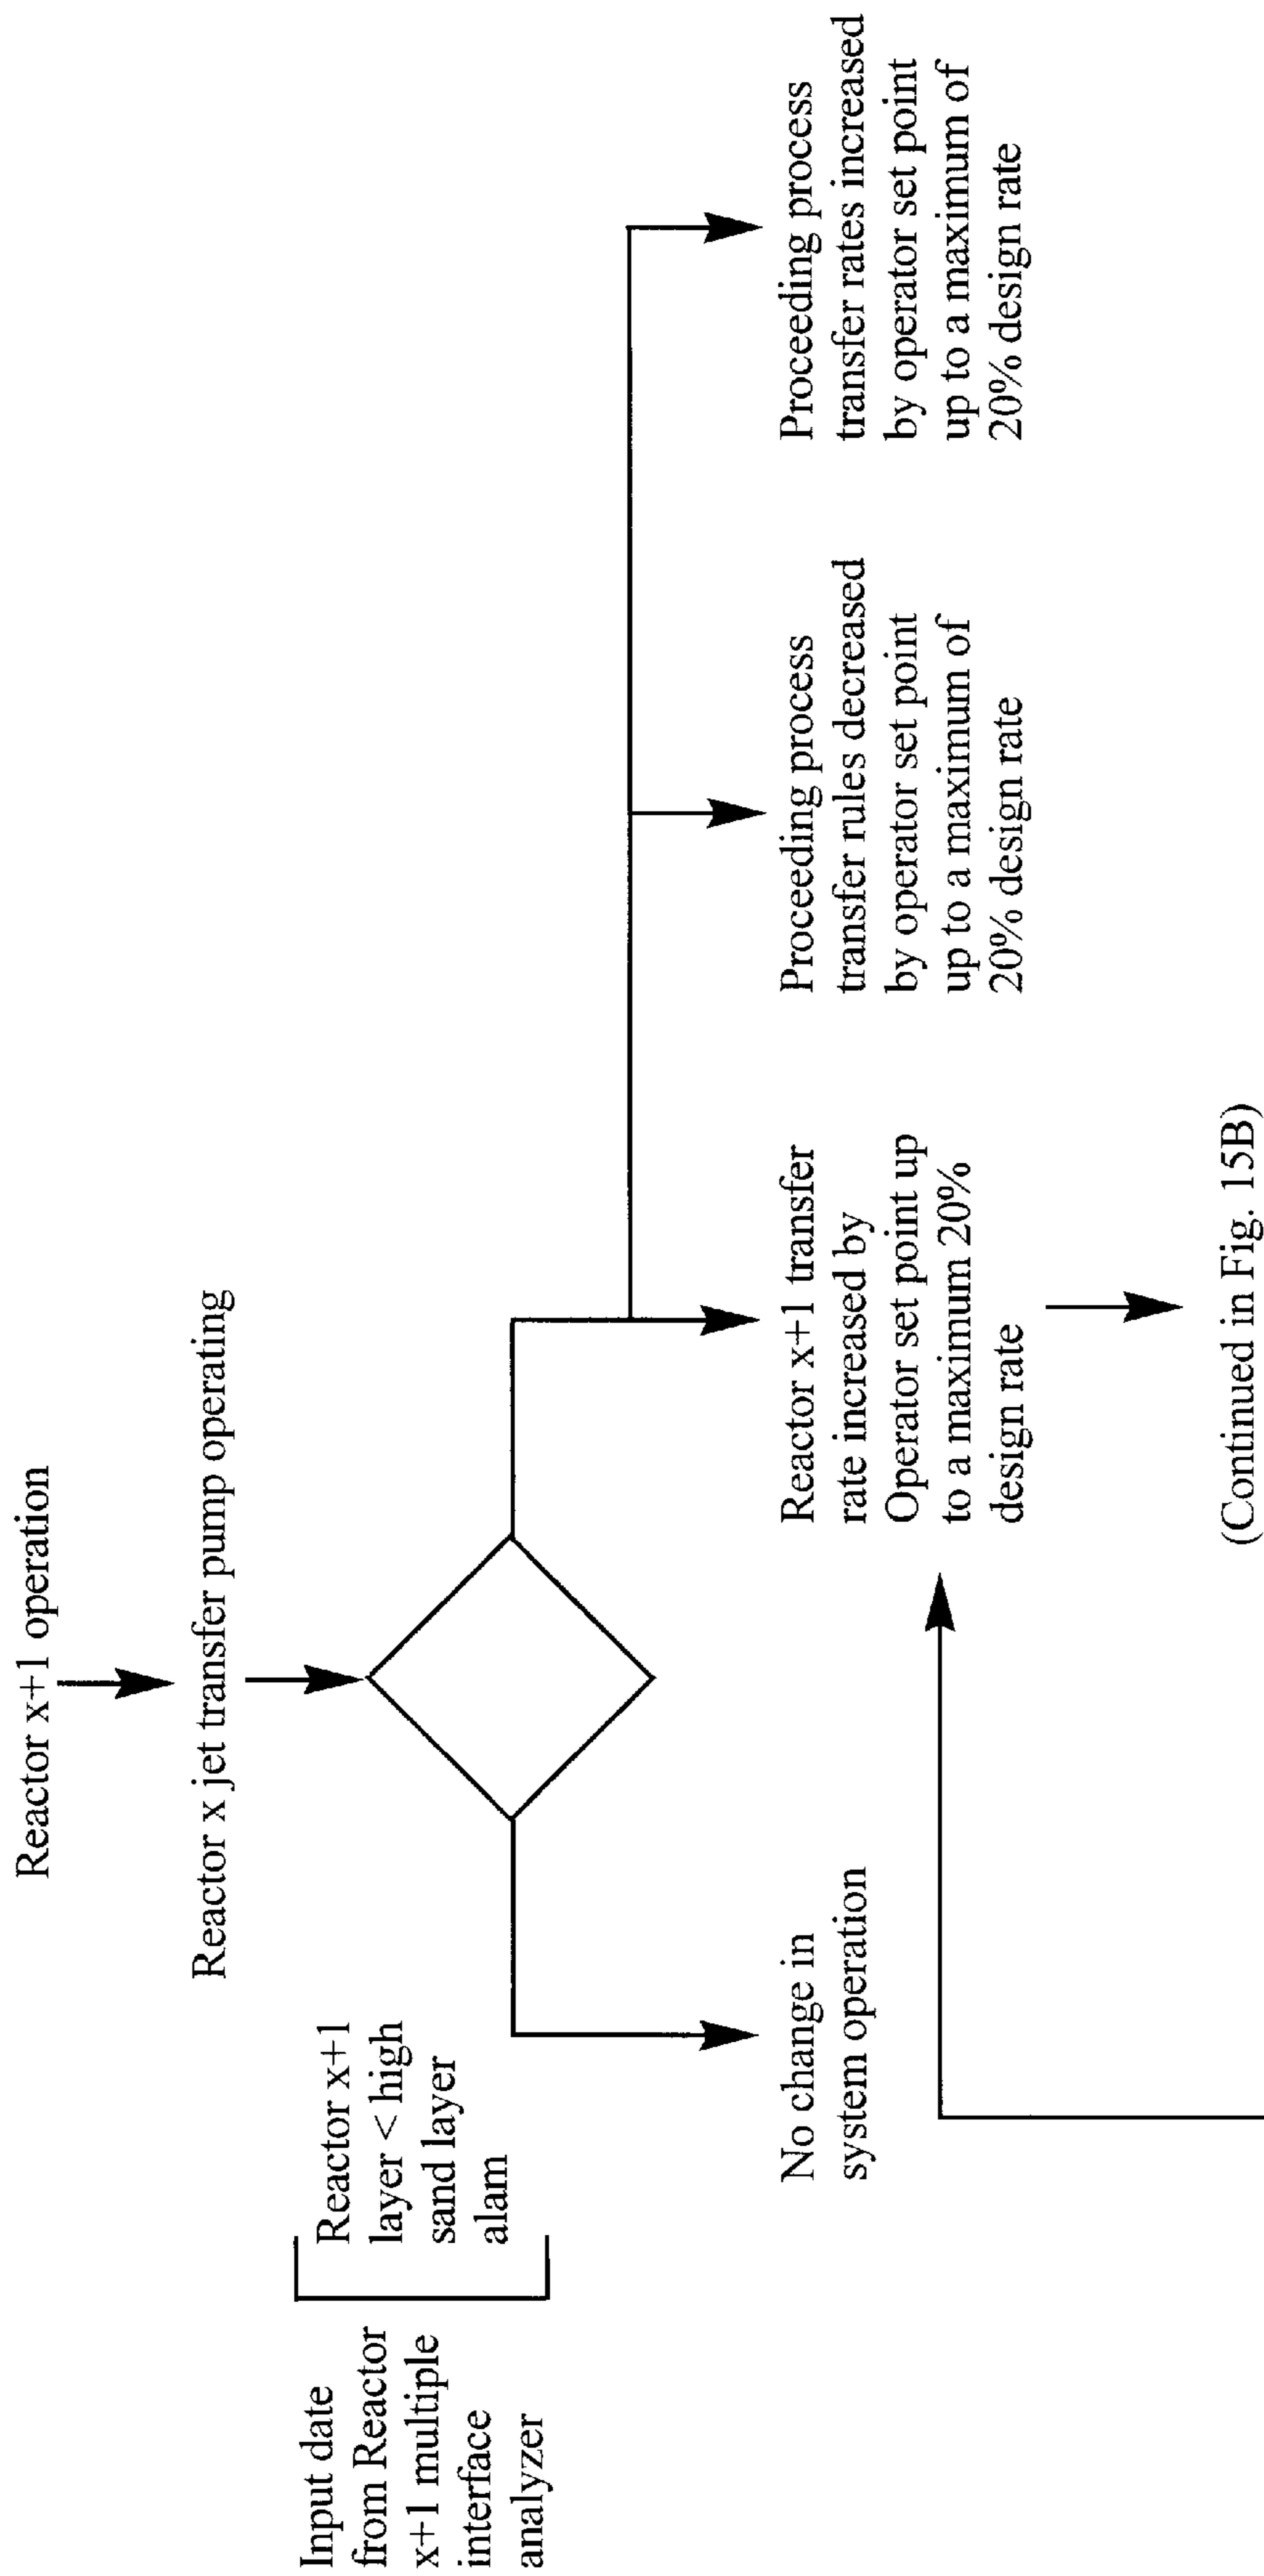 Reactor x+1 operation
Reactor x jet transfer pump operating
Input date
from Reactor
x+1 multiple
interface
analyzer
Reactor x+1
layer < high
sand layer
alam
No change in
system operation
Reactor x+1 transfer
rate increased by
Operator set point up
to a maximum 20%
design rate
Proceeding process
transfer rules decreased
by operator set point
up to a maximum of
20% design rate
Proceeding process
transfer rates increased
by operator set point
up to a maximum of
20% design rate
(Continued in Fig. 15B)